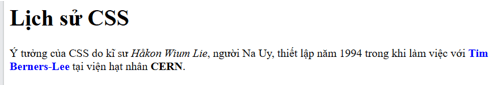 Lịch sử CSS
Ý tưởng của CSS do kĩ sư Håkon Wium Lie, người Na Uy, thiết lập năm 1994 trong khi làm việc với Tim
Berners-Lee tại viện hạt nhân CERN.